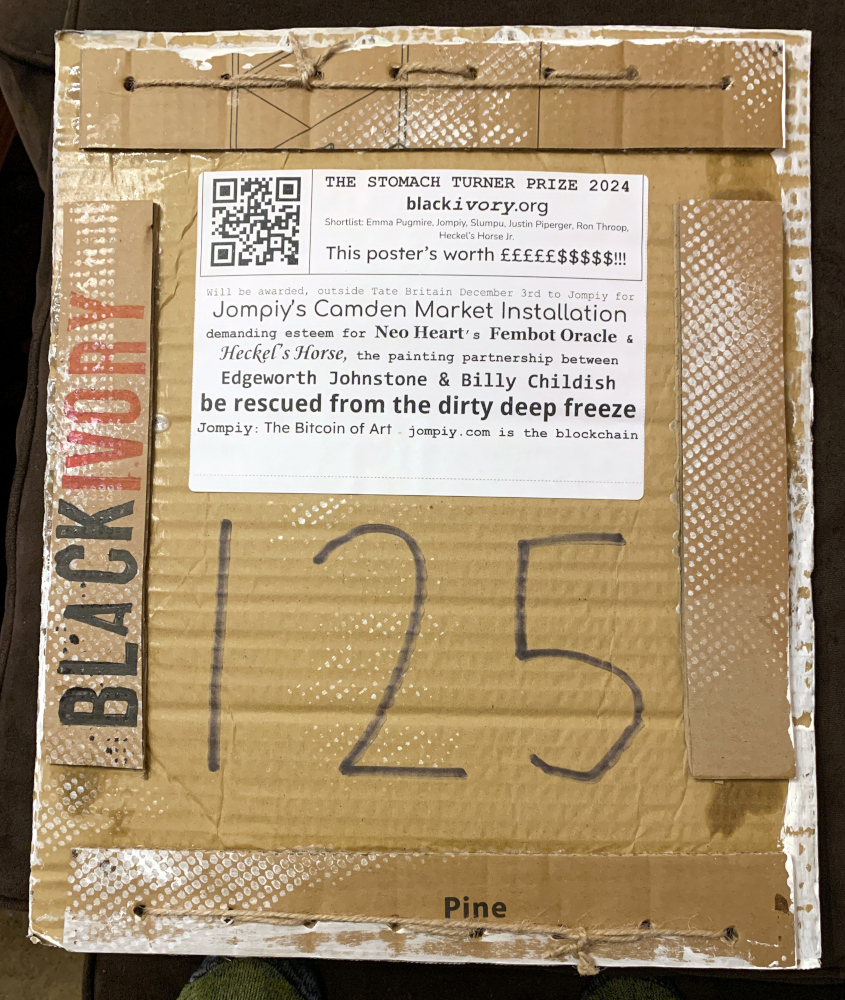 THE STOMACH TURNER PRIZE 2024
blackivory.org
Shortlist: Emma Pugmire, Jompiy, Slumpu, Justin Piperger, Ron Throop,
Heckel's Horse Jr.
This poster's worth £££££$$$$$!!!
Will be awarded, outside Tate Britain December 3rd to Jompiy for
Jompiy's Camden Market Installation
demanding esteem for Neo Heart's Fembot Oracle &
Heckel's Horse, the painting partnership between
Edgeworth Johnstone & Billy Childish
be rescued from the dirty deep freeze
Jompiy: The Bitcoin of Art - jompiy.com is the blockchain
BLACKIVORY
125
Pine